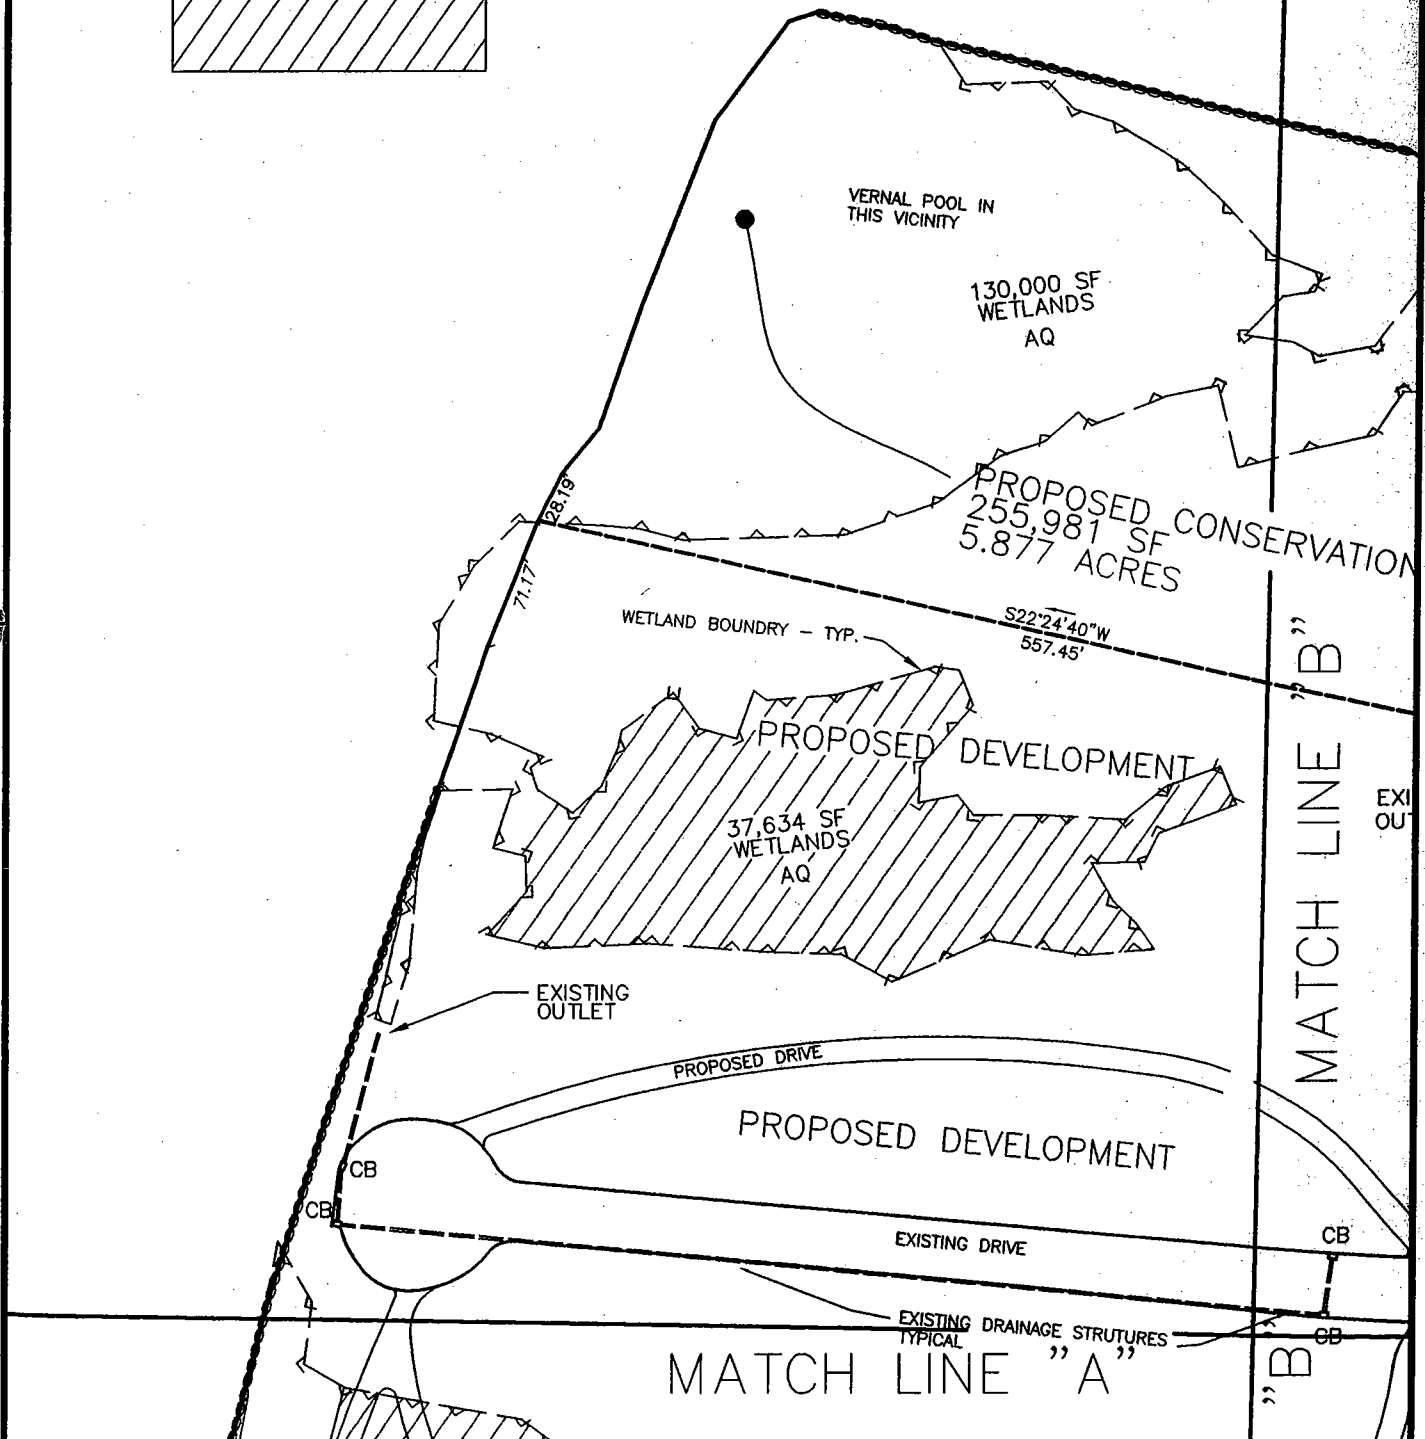 VERNAL POOL IN
THIS VICINITY
130,000 SF
WETLANDS
AQ
28.19'
PROPOSED CONSERVATION
255,981 SF
5.877 ACRES
71.17'
S22°24'40"W
557.45'
WETLAND BOUNDRY - TYP.
PROPOSED DEVELOPMENT
37,634 SF
WETLANDS
AQ
MATCH LINE "B"
EXI
OUT
EXISTING
OUTLET
PROPOSED DRIVE
PROPOSED DEVELOPMENT
CB
CB
EXISTING DRIVE
CB
EXISTING DRAINAGE STRUTURES
TYPICAL
CB
MATCH LINE "A"
"B"